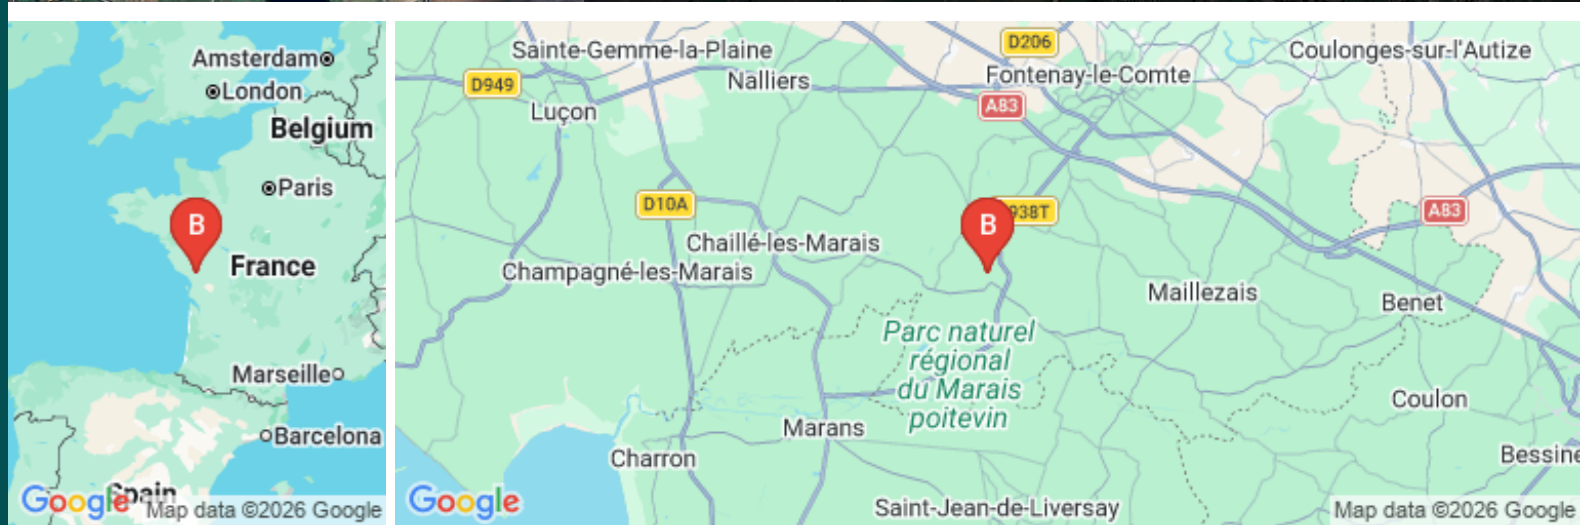 Amsterdam
London
Belgium
Paris
B
France
Marseille
Barcelona
Spain
Google
Map data ©2026 Google
Sainte-Gemme-la-Plaine
D206
Coulonges-sur-l'Autize
D949
Nalliers
Fontenay-le-Comte
Luçon
A83
D10A
B
938T
A83
Chaillé-les-Marais
Champagné-les-Marais
Maillezais
Benet
Parc naturel
régional
du Marais
poitevin
Coulon
Marans
Charron
Bessine
Google
Saint-Jean-de-Liversay
Map data ©2026 Google